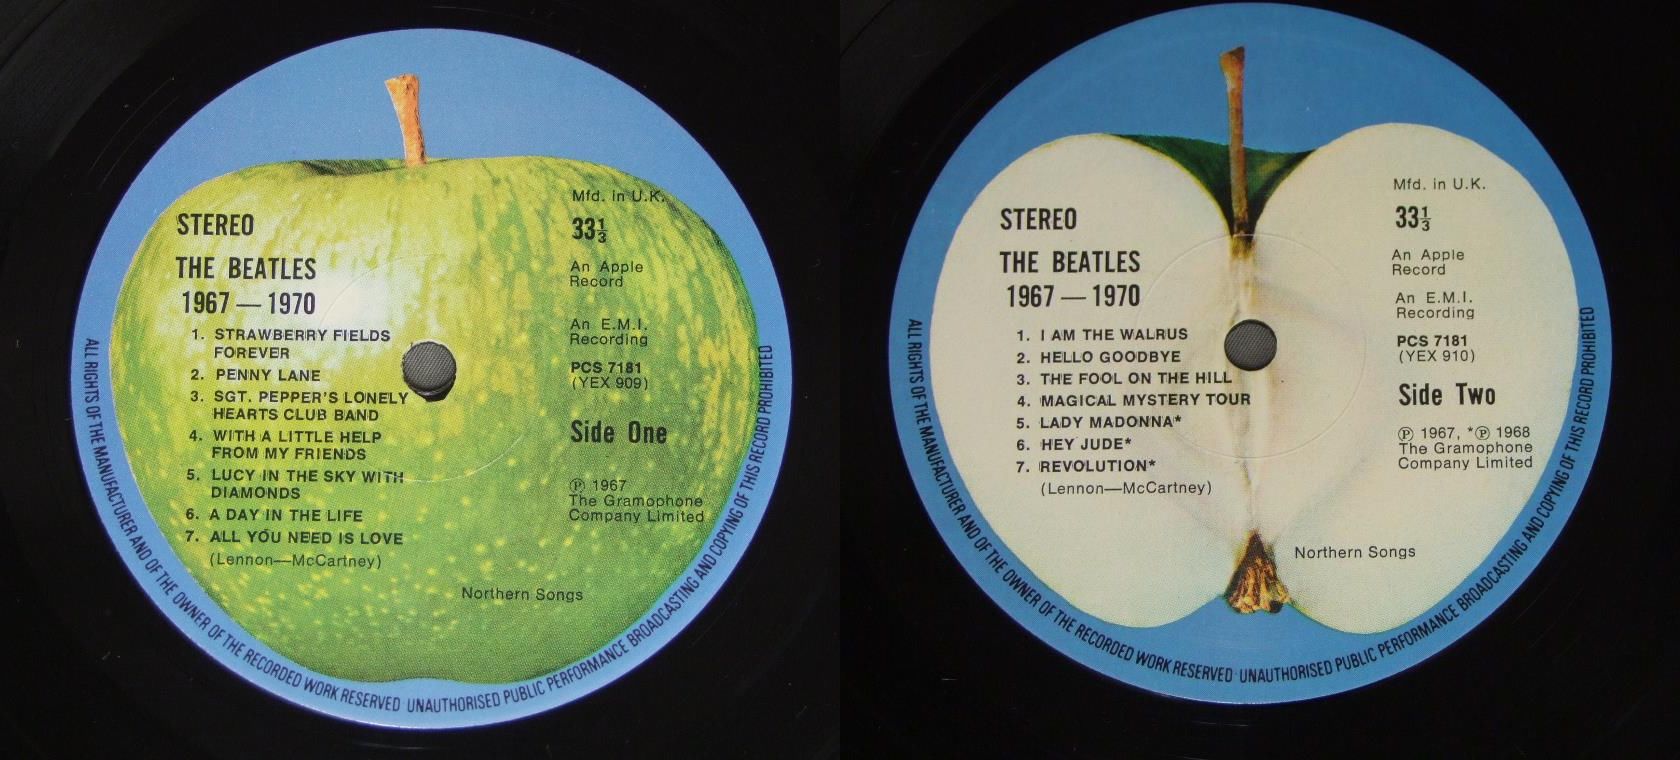 STEREO
THE BEATLES
1967 — 1970
1. STRAWBERRY FIELDS
FOREVER
2. PENNY LANE
3. SGT. PEPPER'S LONELY
HEARTS CLUB BAND
4. WITH A LITTLE HELP
FROM MY FRIENDS
5. LUCY IN THE SKY WITH
DIAMONDS
6. A DAY IN THE LIFE
7. ALL YOU NEED IS LOVE
(Lennon—McCartney)
Mfd. in U.K.
33⅓
An Apple
Record
An E.M.I.
Recording
PCS 7181
(YEX 909)
Side One
℗ 1967
The Gramophone
Company Limited
Northern Songs
ALL RIGHTS OF THE MANUFACTURER AND OF THE OWNER OF THE RECORDED WORK RESERVED · UNAUTHORISED PUBLIC PERFORMANCE BROADCASTING AND COPYING OF THIS RECORD PROHIBITED
STEREO
THE BEATLES
1967 — 1970
1. I AM THE WALRUS
2. HELLO GOODBYE
3. THE FOOL ON THE HILL
4. MAGICAL MYSTERY TOUR
5. LADY MADONNA*
6. HEY JUDE*
7. REVOLUTION*
(Lennon—McCartney)
Mfd. in U.K.
33⅓
An Apple
Record
An E.M.I.
Recording
PCS 7181
(YEX 910)
Side Two
℗ 1967, *℗ 1968
The Gramophone
Company Limited
Northern Songs
ALL RIGHTS OF THE MANUFACTURER AND OF THE OWNER OF THE RECORDED WORK RESERVED · UNAUTHORISED PUBLIC PERFORMANCE BROADCASTING AND COPYING OF THIS RECORD PROHIBITED